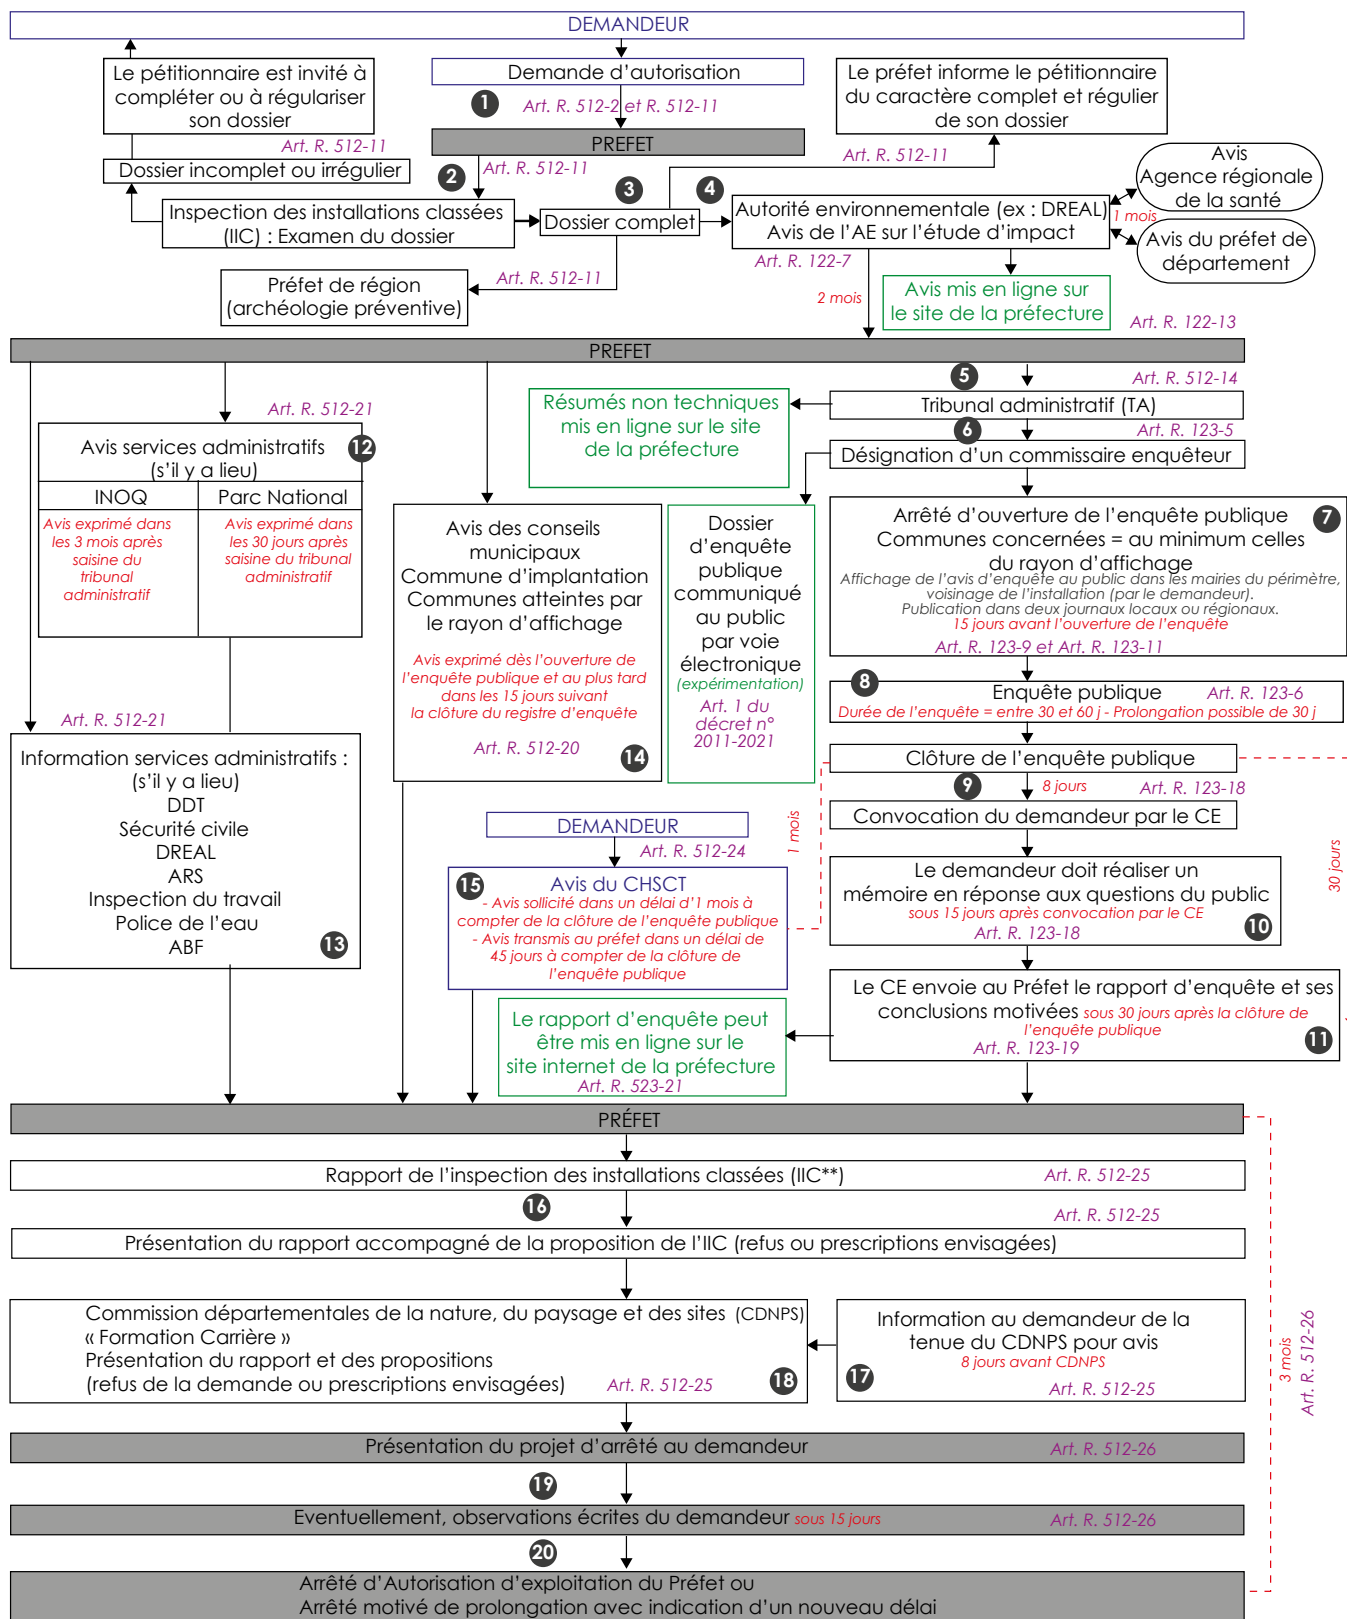 DEMANDEUR
Le pétitionnaire est invité à
compléter ou à régulariser
son dossier
Art. R. 512-11
Dossier incomplet ou irrégulier
Demande d'autorisation
1
Art. R. 512-2 et R. 512-11
PREFET
Le préfet informe le pétitionnaire
du caractère complet et régulier
de son dossier
Art. R. 512-11
2
Art. R. 512-11
Inspection des installations classées
(IIC) : Examen du dossier
3
Dossier complet
4
Autorité environnementale (ex : DREAL)
Avis de l'AE sur l'étude d'impact
Avis
Agence régionale
de la santé
1 mois
Avis du préfet de
département
Préfet de région
(archéologie préventive)
Art. R. 512-11
Art. R. 122-7
2 mois
Avis mis en ligne sur
le site de la préfecture
Art. R. 122-13
PREFET
5
Art. R. 512-14
Tribunal administratif (TA)
Résumés non techniques
mis en ligne sur le site
de la préfecture
6
Art. R. 123-5
Désignation d'un commissaire enquêteur
Art. R. 512-21
Avis services administratifs
(s'il y a lieu)
12
INOQ
Avis exprimé dans
les 3 mois après
saisine du
tribunal
administratif
Parc National
Avis exprimé dans
les 30 jours après
saisine du tribunal
administratif
Avis des conseils
municipaux
Commune d'implantation
Communes atteintes par
le rayon d'affichage
Avis exprimé dès l'ouverture de
l'enquête publique et au plus tard
dans les 15 jours suivant
la clôture du registre d'enquête
Art. R. 512-20
14
Dossier
d'enquête
publique
communiqué
au public
par voie
électronique
(expérimentation)
Art. 1 du
décret n°
2011-2021
Arrêté d'ouverture de l'enquête publique
7
Communes concernées = au minimum celles
du rayon d'affichage
Affichage de l'avis d'enquête au public dans les mairies du périmètre,
voisinage de l'installation (par le demandeur).
Publication dans deux journaux locaux ou régionaux.
15 jours avant l'ouverture de l'enquête
Art. R. 123-9 et Art. R. 123-11
8
Enquête publique
Art. R. 123-6
Durée de l'enquête = entre 30 et 60 j - Prolongation possible de 30 j
Clôture de l'enquête publique
9
8 jours
Art. R. 123-18
Convocation du demandeur par le CE
Le demandeur doit réaliser un
mémoire en réponse aux questions du public
sous 15 jours après convocation par le CE
Art. R. 123-18
10
30 jours
Le CE envoie au Préfet le rapport d'enquête et ses
conclusions motivées sous 30 jours après la clôture de
l'enquête publique
Art. R. 123-19
11
Art. R. 512-21
Information services administratifs :
(s'il y a lieu)
DDT
Sécurité civile
DREAL
ARS
Inspection du travail
Police de l'eau
ABF
13
DEMANDEUR
Art. R. 512-24
1 mois
15
Avis du CHSCT
- Avis sollicité dans un délai d'1 mois à
compter de la clôture de l'enquête publique
- Avis transmis au préfet dans un délai de
45 jours à compter de la clôture de
l'enquête publique
Le rapport d'enquête peut
être mis en ligne sur le
site internet de la préfecture
Art. R. 523-21
PRÉFET
Rapport de l'inspection des installations classées (IIC**)
Art. R. 512-25
16
Art. R. 512-25
Présentation du rapport accompagné de la proposition de l'IIC (refus ou prescriptions envisagées)
Commission départementales de la nature, du paysage et des sites (CDNPS)
« Formation Carrière »
Présentation du rapport et des propositions
(refus de la demande ou prescriptions envisagées)
Art. R. 512-25
18
Information au demandeur de la
tenue du CDNPS pour avis
8 jours avant CDNPS
17
Art. R. 512-25
3 mois
Art. R. 512-26
Présentation du projet d'arrêté au demandeur
Art. R. 512-26
19
Eventuellement, observations écrites du demandeur sous 15 jours
Art. R. 512-26
20
Arrêté d'Autorisation d'exploitation du Préfet ou
Arrêté motivé de prolongation avec indication d'un nouveau délai